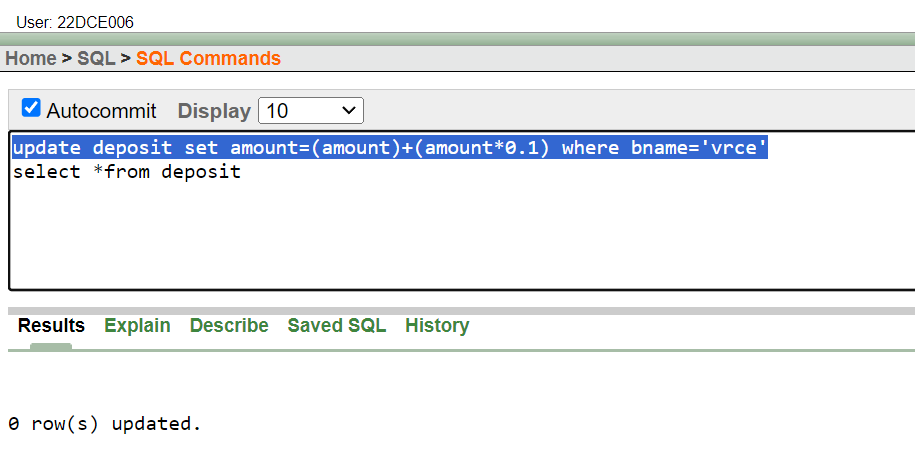 User: 22DCE006
Home > SQL > SQL Commands
Autocommit Display 10
update deposit set amount=(amount)+(amount*0.1) where bname='vrce'
select *from deposit
Results Explain Describe Saved SQL History
0 row(s) updated.